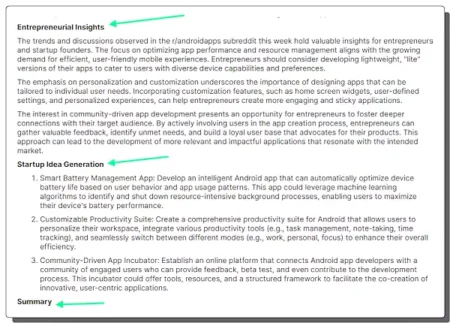 Entrepreneurial Insights
The trends and discussions observed in the r/androidapps subreddit this week hold valuable insights for entrepreneurs
and startup founders. The focus on optimizing app performance and resource management aligns with the growing
demand for efficient, user-friendly mobile experiences. Entrepreneurs should consider developing lightweight, "lite"
versions of their apps to cater to users with diverse device capabilities and preferences.
The emphasis on personalization and customization underscores the importance of designing apps that can be
tailored to individual user needs. Incorporating customization features, such as home screen widgets, user-defined
settings, and personalized experiences, can help entrepreneurs create more engaging and sticky applications.
The interest in community-driven app development presents an opportunity for entrepreneurs to foster deeper
connections with their target audience. By actively involving users in the app creation process, entrepreneurs can
gather valuable feedback, identify unmet needs, and build a loyal user base that advocates for their products. This
approach can lead to the development of more relevant and impactful applications that resonate with the intended
market.
Startup Idea Generation
1. Smart Battery Management App: Develop an intelligent Android app that can automatically optimize device
battery life based on user behavior and app usage patterns. This app could leverage machine learning
algorithms to identify and shut down resource-intensive background processes, enabling users to maximize
their device's battery performance.
2. Customizable Productivity Suite: Create a comprehensive productivity suite for Android that allows users to
personalize their workspace, integrate various productivity tools (e.g., task management, note-taking, time
tracking), and seamlessly switch between different modes (e.g., work, personal, focus) to enhance their overall
efficiency.
3. Community-Driven App Incubator: Establish an online platform that connects Android app developers with a
community of engaged users who can provide feedback, beta test, and even contribute to the development
process. This incubator could offer tools, resources, and a structured framework to facilitate the co-creation of
innovative, user-centric applications.
Summary